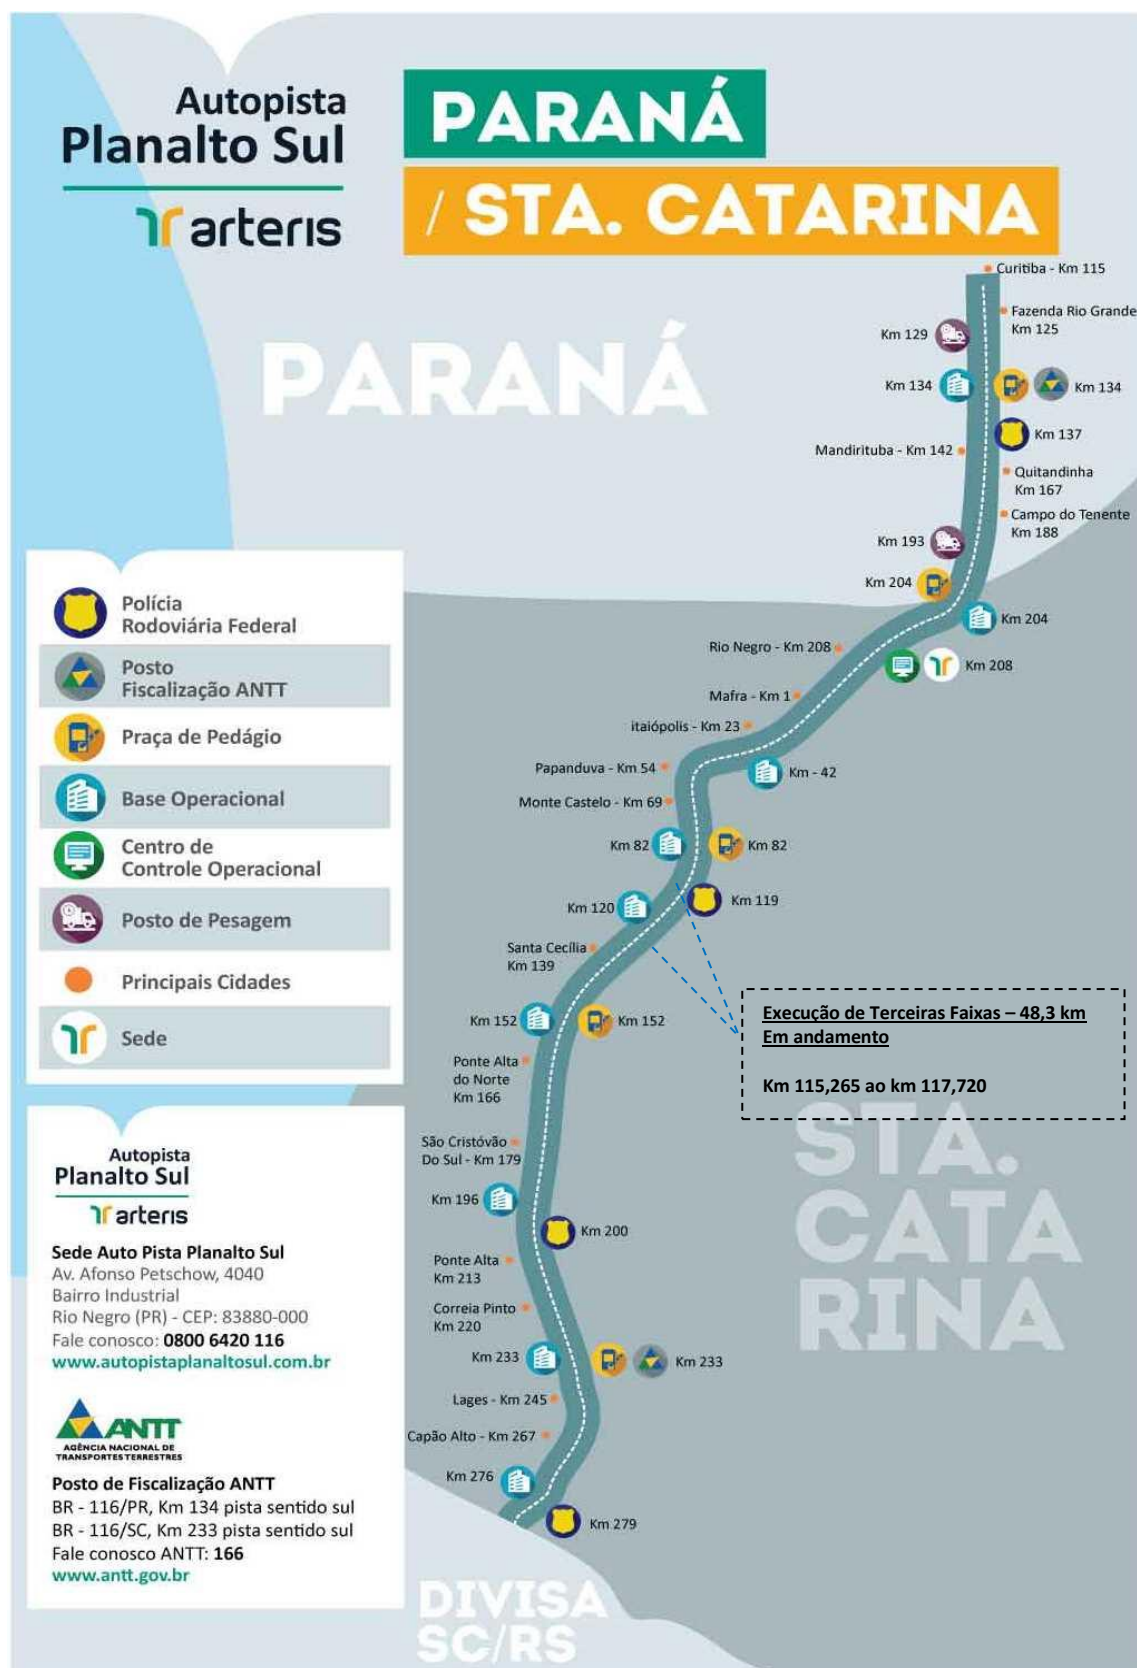 Autopista
Planalto Sul
arteris
PARANÁ
/ STA. CATARINA
PARANÁ
Curitiba - Km 115
Fazenda Rio Grande
Km 125
Km 129
Km 134
Km 134
Km 137
Mandirituba - Km 142
Quitandinha
Km 167
Campo do Tenente
Km 188
Km 193
Km 204
Km 204
Rio Negro - Km 208
Km 208
Mafra - Km 1
itaiópolis - Km 23
Papanduva - Km 54
Km - 42
Monte Castelo - Km 69
Km 82
Km 82
Km 119
Km 120
Santa Cecília
Km 139
Km 152
Km 152
Ponte Alta
do Norte
Km 166
São Cristóvão
Do Sul - Km 179
Km 196
Km 200
Ponte Alta
Km 213
Correia Pinto
Km 220
Km 233
Km 233
Lages - Km 245
Capão Alto - Km 267
Km 276
Km 279
Execução de Terceiras Faixas – 48,3 km
Em andamento
Km 115,265 ao km 117,720
STA.
CATA
RINA
DIVISA
SC/RS
Polícia
Rodoviária Federal
Posto
Fiscalização ANTT
Praça de Pedágio
Base Operacional
Centro de
Controle Operacional
Posto de Pesagem
Principais Cidades
Sede
Autopista
Planalto Sul
arteris
Sede Auto Pista Planalto Sul
Av. Afonso Petschow, 4040
Bairro Industrial
Rio Negro (PR) - CEP: 83880-000
Fale conosco: 0800 6420 116
www.autopistaplanaltosul.com.br
ANTT
AGÊNCIA NACIONAL DE
TRANSPORTES TERRESTRES
Posto de Fiscalização ANTT
BR - 116/PR, Km 134 pista sentido sul
BR - 116/SC, Km 233 pista sentido sul
Fale conosco ANTT: 166
www.antt.gov.br